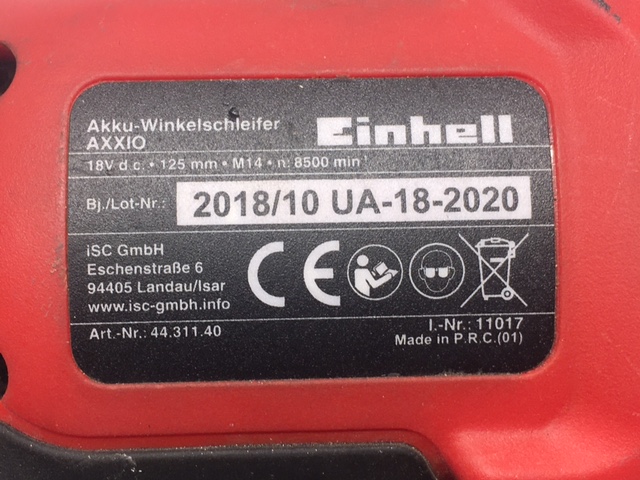 Akku-Winkelschleifer
AXXIO
Einhell
18V d.c. • 125 mm • M14 • n: 8500 min⁻¹
Bj./Lot-Nr.: 2018/10 UA-18-2020
iSC GmbH
Eschenstraße 6
94405 Landau/Isar
www.isc-gmbh.info
CE
Art.-Nr.: 44.311.40
I.-Nr.: 11017
Made in P.R.C.(01)